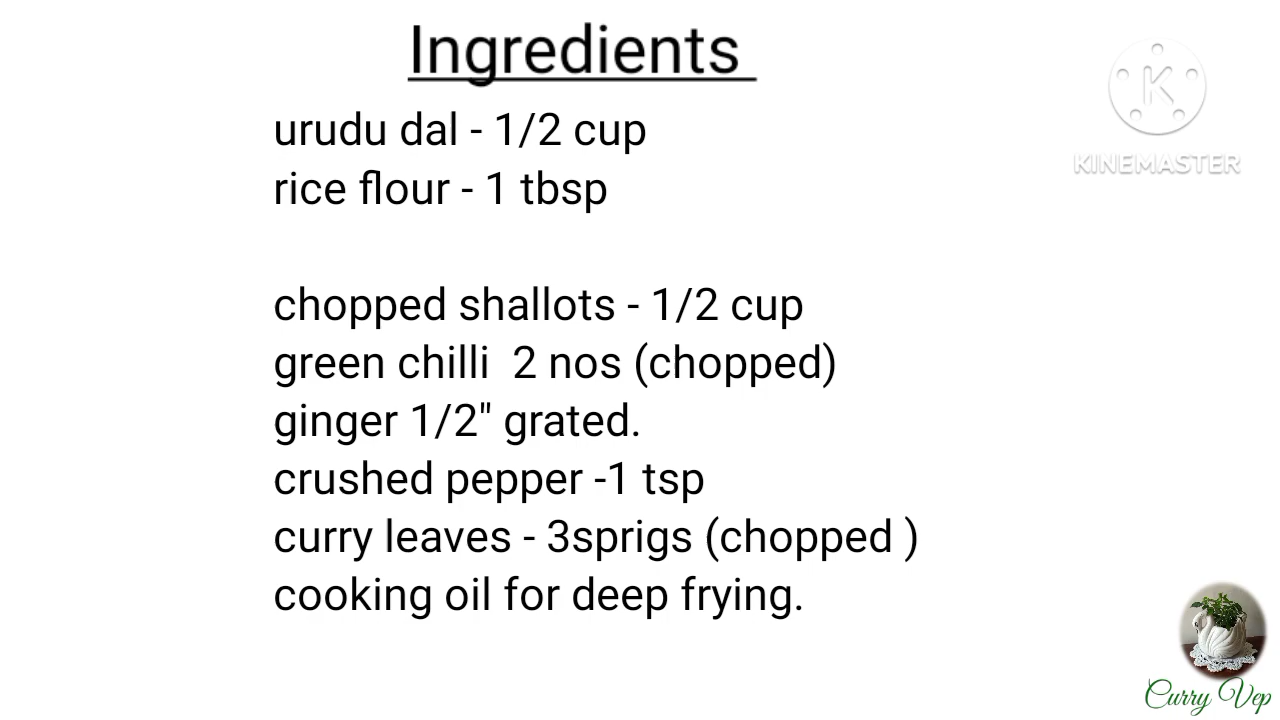 Ingredients
urudu dal - 1/2 cup
rice flour - 1 tbsp
chopped shallots - 1/2 cup
green chilli  2 nos (chopped)
ginger 1/2" grated.
crushed pepper -1 tsp
curry leaves - 3sprigs (chopped )
cooking oil for deep frying.
K
KINEMASTER
Curry Vep